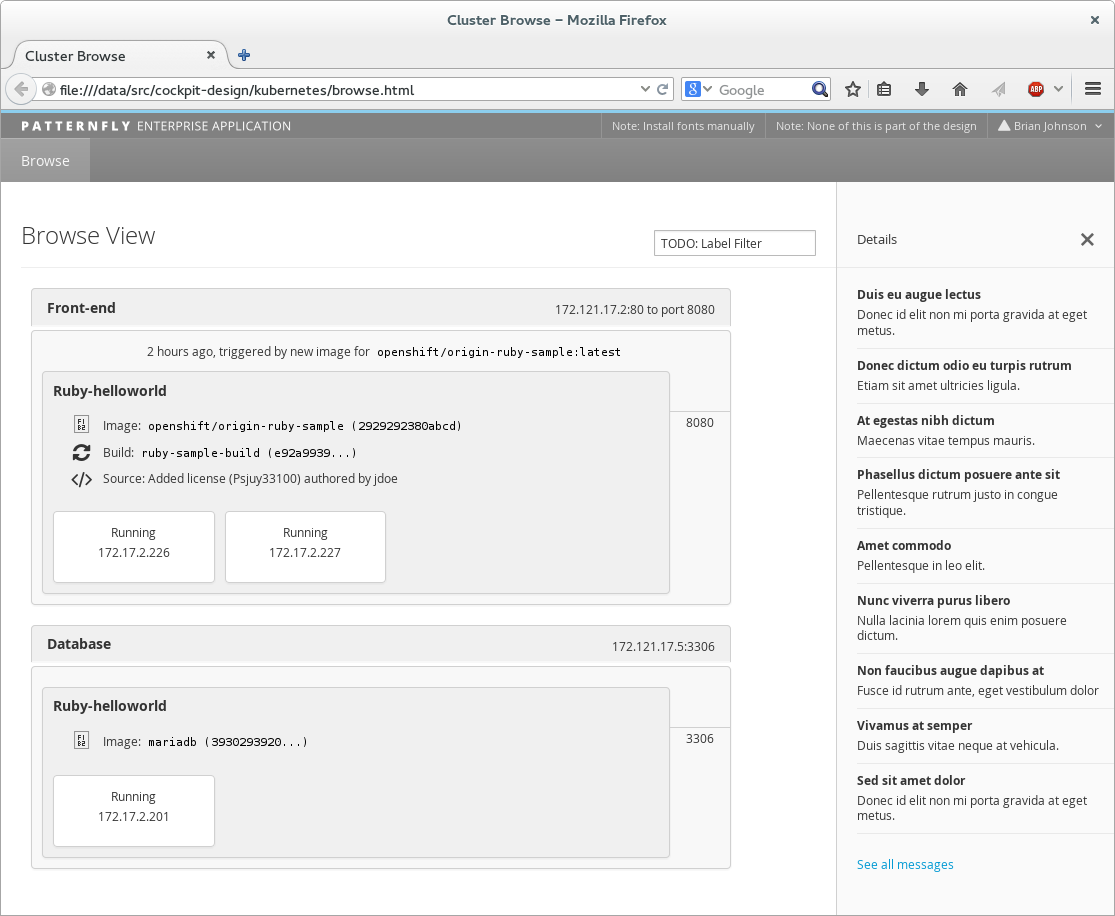 Cluster Browse – Mozilla Firefox
Cluster Browse
file:///data/src/cockpit-design/kubernetes/browse.html
8
Google
ABP
PATTERNFLY ENTERPRISE APPLICATION
Note: Install fonts manually
Note: None of this is part of the design
Brian Johnson
Browse
Browse View
TODO: Label Filter
Front-end
172.121.17.2:80 to port 8080
2 hours ago, triggered by new image for openshift/origin-ruby-sample:latest
Ruby-helloworld
Image: openshift/origin-ruby-sample (2929292380abcd)
Build: ruby-sample-build (e92a9939...)
Source: Added license (Psjuy33100) authored by jdoe
8080
Running
172.17.2.226
Running
172.17.2.227
Database
172.121.17.5:3306
Ruby-helloworld
Image: mariadb (3930293920...)
3306
Running
172.17.2.201
Details
Duis eu augue lectus
Donec id elit non mi porta gravida at eget
metus.
Donec dictum odio eu turpis rutrum
Etiam sit amet ultricies ligula.
At egestas nibh dictum
Maecenas vitae tempus mauris.
Phasellus dictum posuere ante sit
Pellentesque rutrum justo in congue
tristique.
Amet commodo
Pellentesque in leo elit.
Nunc viverra purus libero
Nulla lacinia lorem quis enim posuere
dictum.
Non faucibus augue dapibus at
Fusce id rutrum ante, eget vestibulum dolor
Vivamus at semper
Duis sagittis vitae neque at vehicula.
Sed sit amet dolor
Donec id elit non mi porta gravida at eget
metus.
See all messages